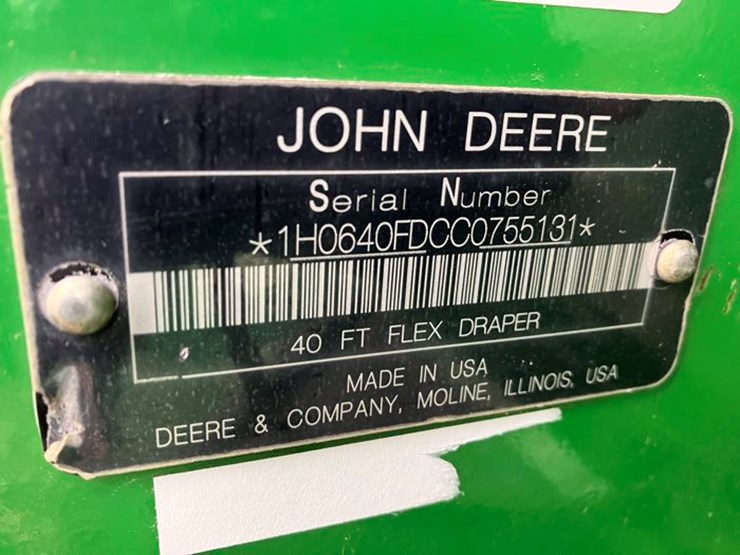 JOHN DEERE
Serial Number
*1H0640FDCC0755131*
40 FT FLEX DRAPER
MADE IN USA
DEERE & COMPANY, MOLINE, ILLINOIS, USA